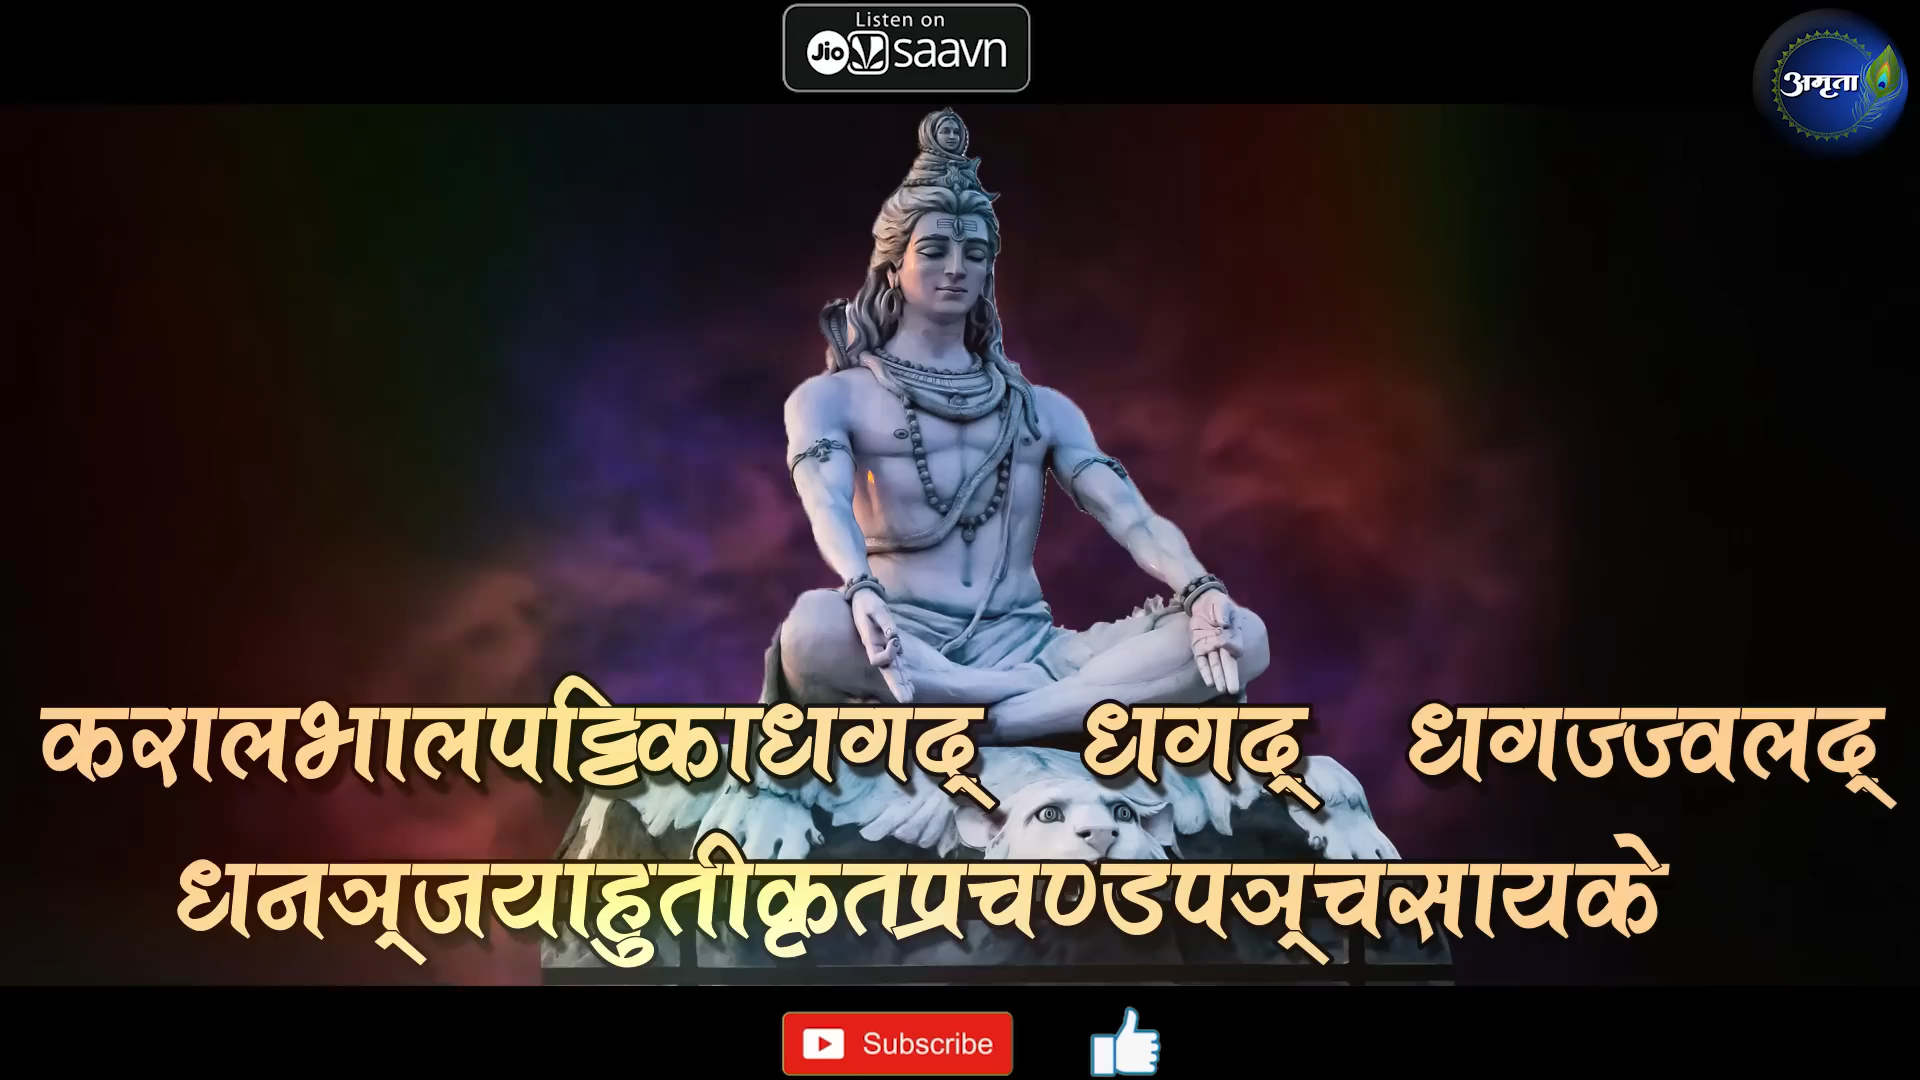 Listen on
Jio saavn
अमृता
करालभालपट्टिकाधगद् धगद् धगज्ज्वलद्
धनञ्जयाहुतीकृतप्रचण्डपञ्चसायके
Subscribe